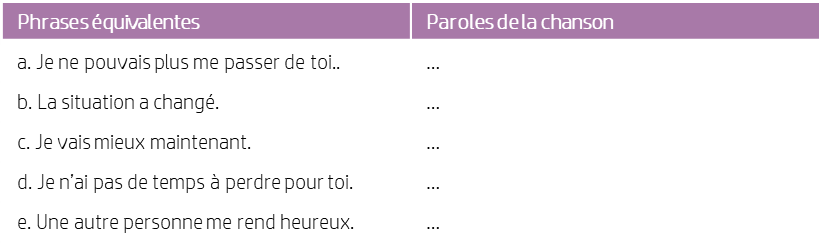 Phrases équivalentes Paroles de la chanson
a. Je ne pouvais plus me passer de toi.. ...
b. La situation a changé. ...
c. Je vais mieux maintenant. ...
d. Je n'ai pas de temps à perdre pour toi. ...
e. Une autre personne me rend heureux. ...